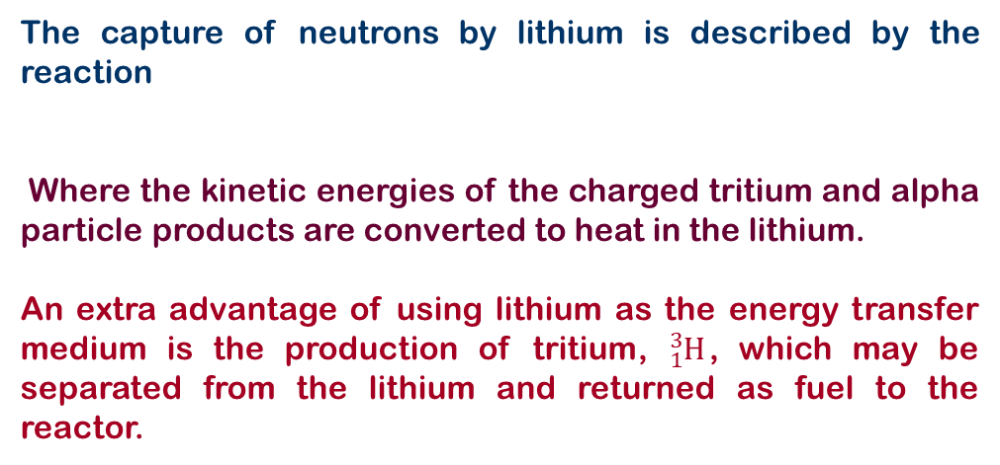 The capture of neutrons by lithium is described by the
reaction
Where the kinetic energies of the charged tritium and alpha
particle products are converted to heat in the lithium.
An extra advantage of using lithium as the energy transfer
medium is the production of tritium, ³₁H, which may be
separated from the lithium and returned as fuel to the
reactor.